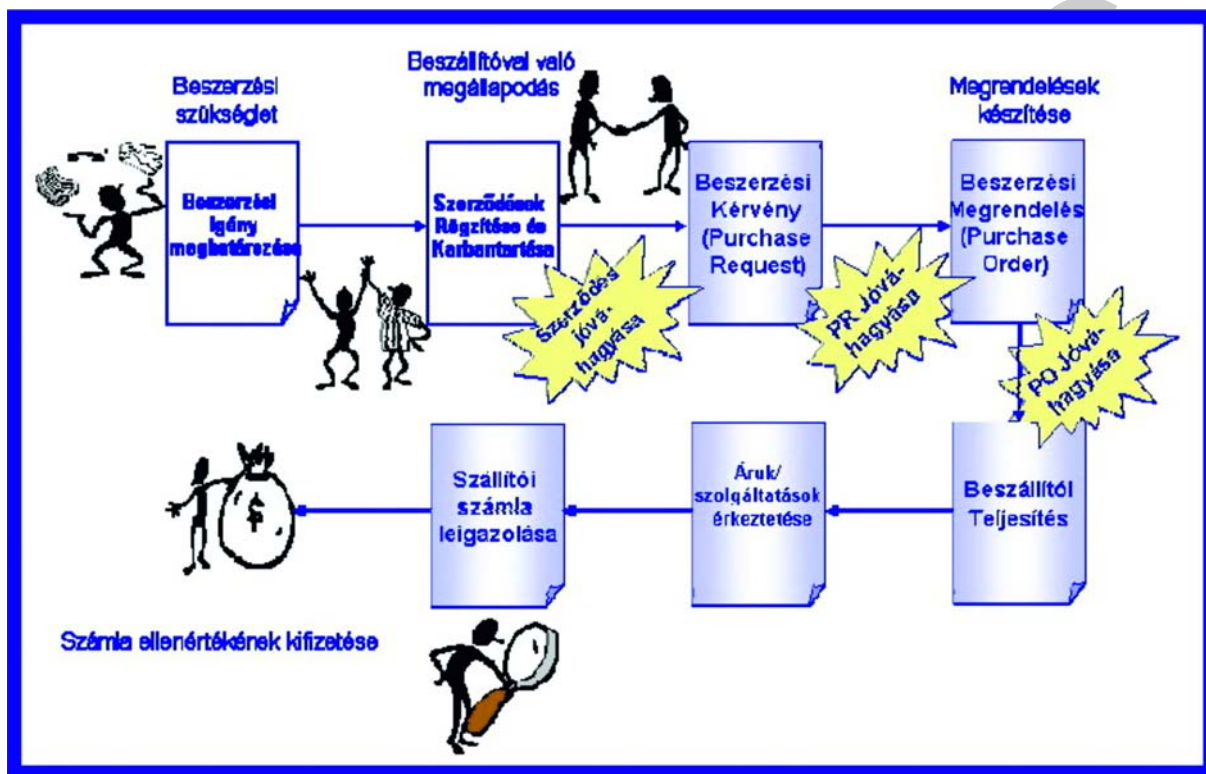 Beszerzési
szükséglet
Beszállítóval való
megállapodás
Megrendelések
készítése
Beszerzési
Igény
meghatározása
Szerződések
Rögzítése és
Karbantartása
Beszerzési
Kérvény
(Purchase
Request)
Beszerzési
Megrendelés
(Purchase
Order)
Szerződés
jóvá-
hagyása
PR Jóvá-
hagyása
PO Jóvá-
hagyása
Szállítói
számla
leigazolása
Áruk/
szolgáltatások
érkeztetése
Beszállítói
Teljesítés
$
Számla ellenértékének kifizetése